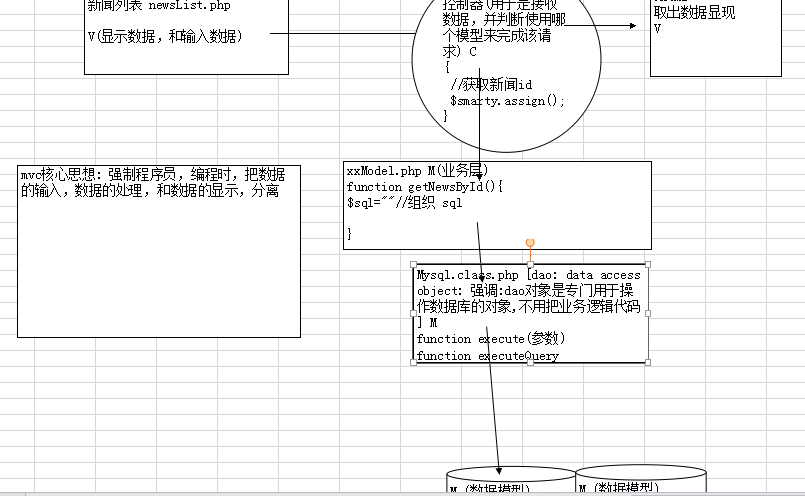 新闻列表 newsList.php
V(显示数据，和输入数据)
控制器(用于是接收
数据，并判断使用哪
个模型来完成该请
求) C
{
//获取新闻id
$smarty.assign();
}
取出数据显现
V
mvc核心思想：强制程序员，编程时，把数据
的输入，数据的处理，和数据的显示，分离
xxModel.php M(业务层)
function getNewsById(){
$sql=""//组织 sql
}
Mysql.class.php [dao: data access
object: 强调:dao对象是专门用于操
作数据库的对象,不用把业务逻辑代码
] M
function execute(参数)
function executeQuery
M (数据模型)
M (数据模型)